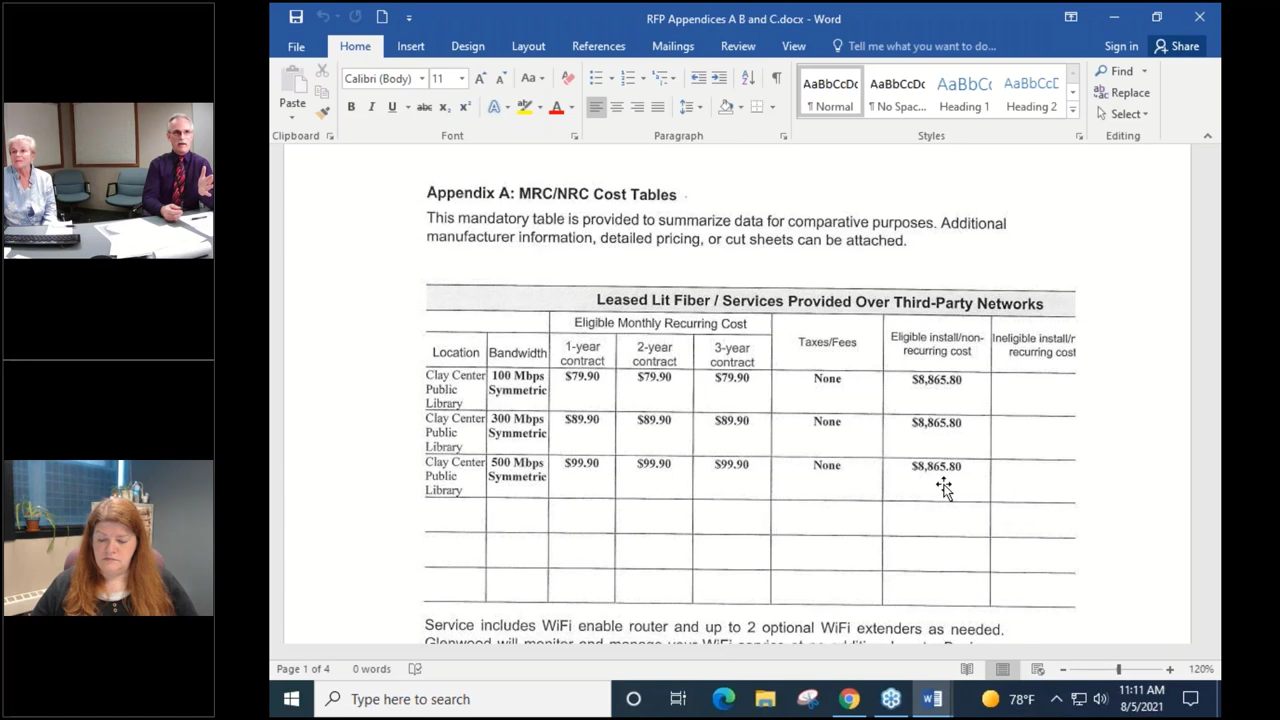 RFP Appendices A B and C.docx - Word
File Home Insert Design Layout References Mailings Review View Tell me what you want to do... Sign in Share
Paste
Calibri (Body) 11
Aa
B I U abc X₂ X² A A
AaBbCcDc AaBbCcDc AaBbCc AaBbCcD
¶ Normal ¶ No Spac... Heading 1 Heading 2
Find
Replace
Select
Clipboard Font Paragraph Styles Editing
Appendix A: MRC/NRC Cost Tables
This mandatory table is provided to summarize data for comparative purposes. Additional
manufacturer information, detailed pricing, or cut sheets can be attached.
Leased Lit Fiber / Services Provided Over Third-Party Networks
Eligible Monthly Recurring Cost
Location Bandwidth 1-year contract 2-year contract 3-year contract Taxes/Fees Eligible install/non-recurring cost Ineligible install/ recurring cost
Clay Center 100 Mbps $79.90 $79.90 $79.90 None $8,865.80
Public Symmetric
Library
Clay Center 300 Mbps $89.90 $89.90 $89.90 None $8,865.80
Public Symmetric
Library
Clay Center 500 Mbps $99.90 $99.90 $99.90 None $8,865.80
Public Symmetric
Library
Service includes WiFi enable router and up to 2 optional WiFi extenders as needed.
Page 1 of 4 0 words 120%
Type here to search 78°F 11:11 AM
8/5/2021